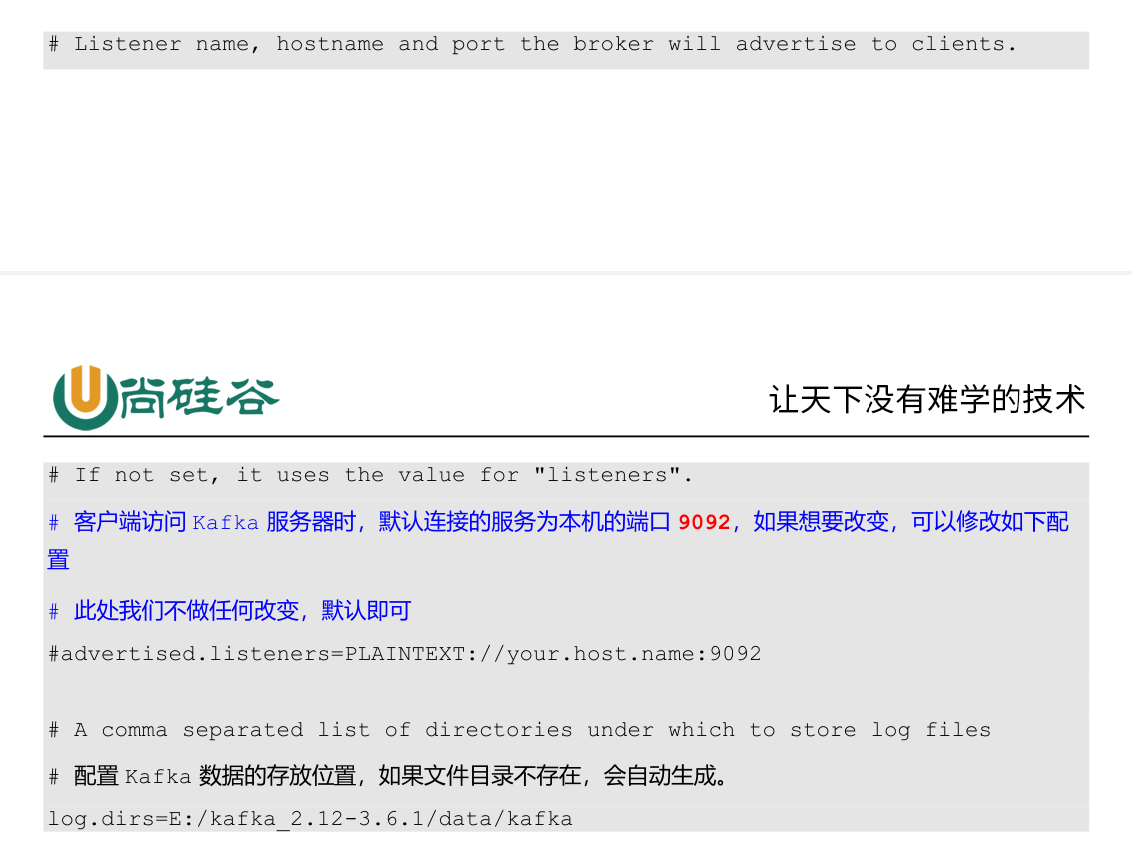 # Listener name, hostname and port the broker will advertise to clients.
尚硅谷
让天下没有难学的技术
# If not set, it uses the value for "listeners".
# 客户端访问 Kafka 服务器时，默认连接的服务为本机的端口 9092，如果想要改变，可以修改如下配
置
# 此处我们不做任何改变，默认即可
#advertised.listeners=PLAINTEXT://your.host.name:9092
# A comma separated list of directories under which to store log files
# 配置 Kafka 数据的存放位置，如果文件目录不存在，会自动生成。
log.dirs=E:/kafka_2.12-3.6.1/data/kafka